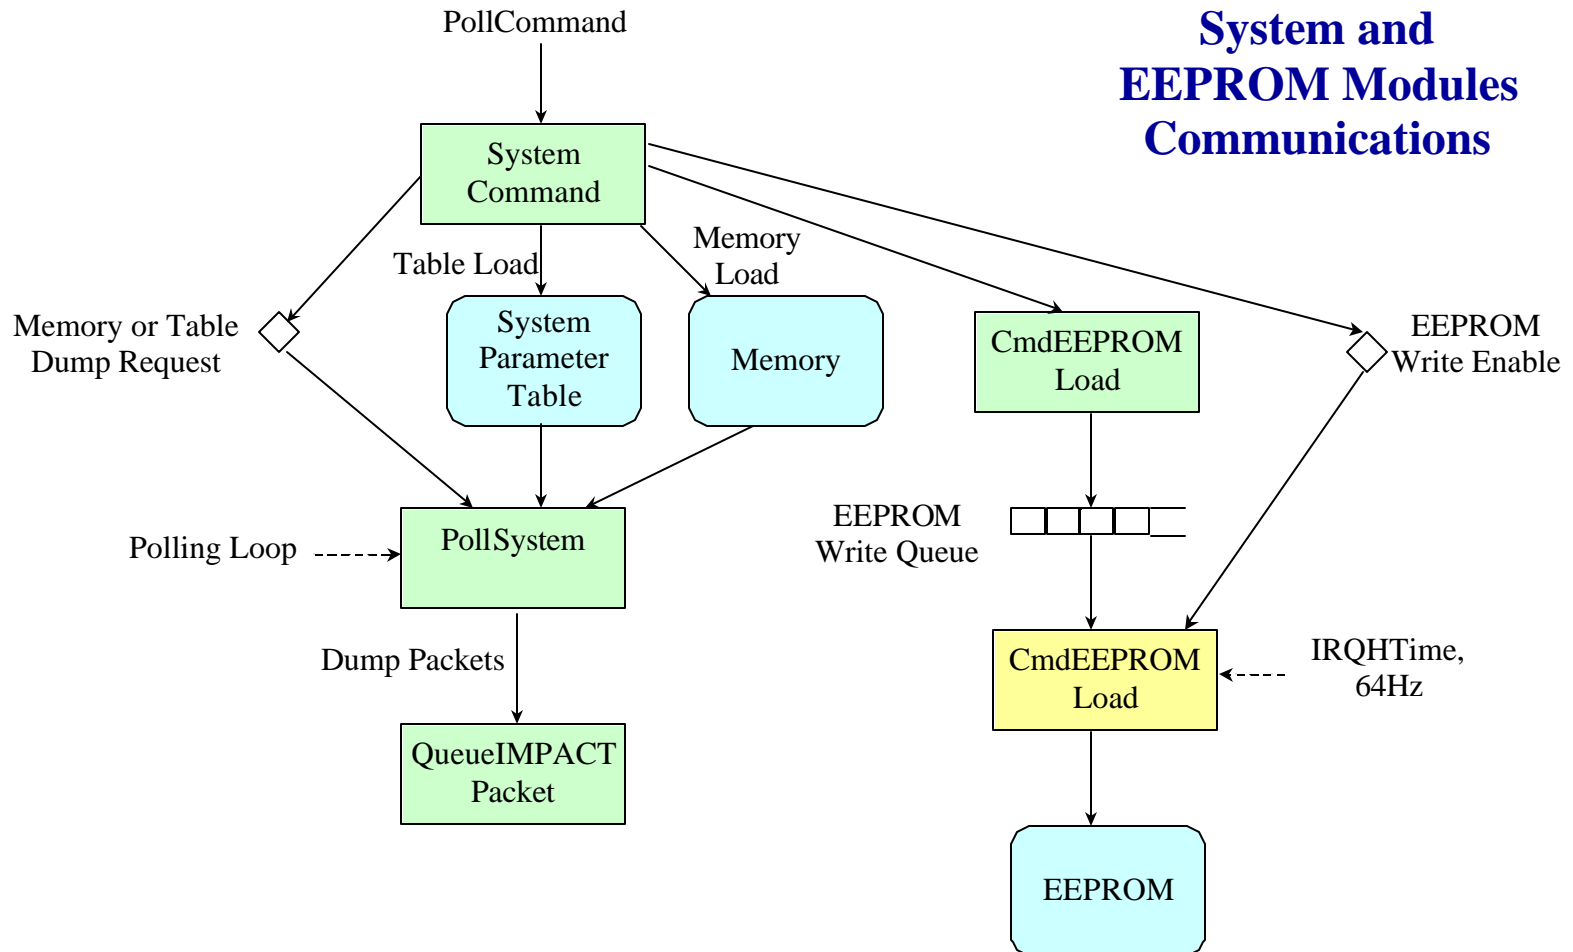 System and
EEPROM Modules
Communications
PollCommand
System
Command
Table Load
Memory
Load
Memory or Table
Dump Request
System
Parameter
Table
Memory
CmdEEPROM
Load
EEPROM
Write Enable
Polling Loop
PollSystem
EEPROM
Write Queue
Dump Packets
CmdEEPROM
Load
IRQHTime,
64Hz
QueueIMPACT
Packet
EEPROM